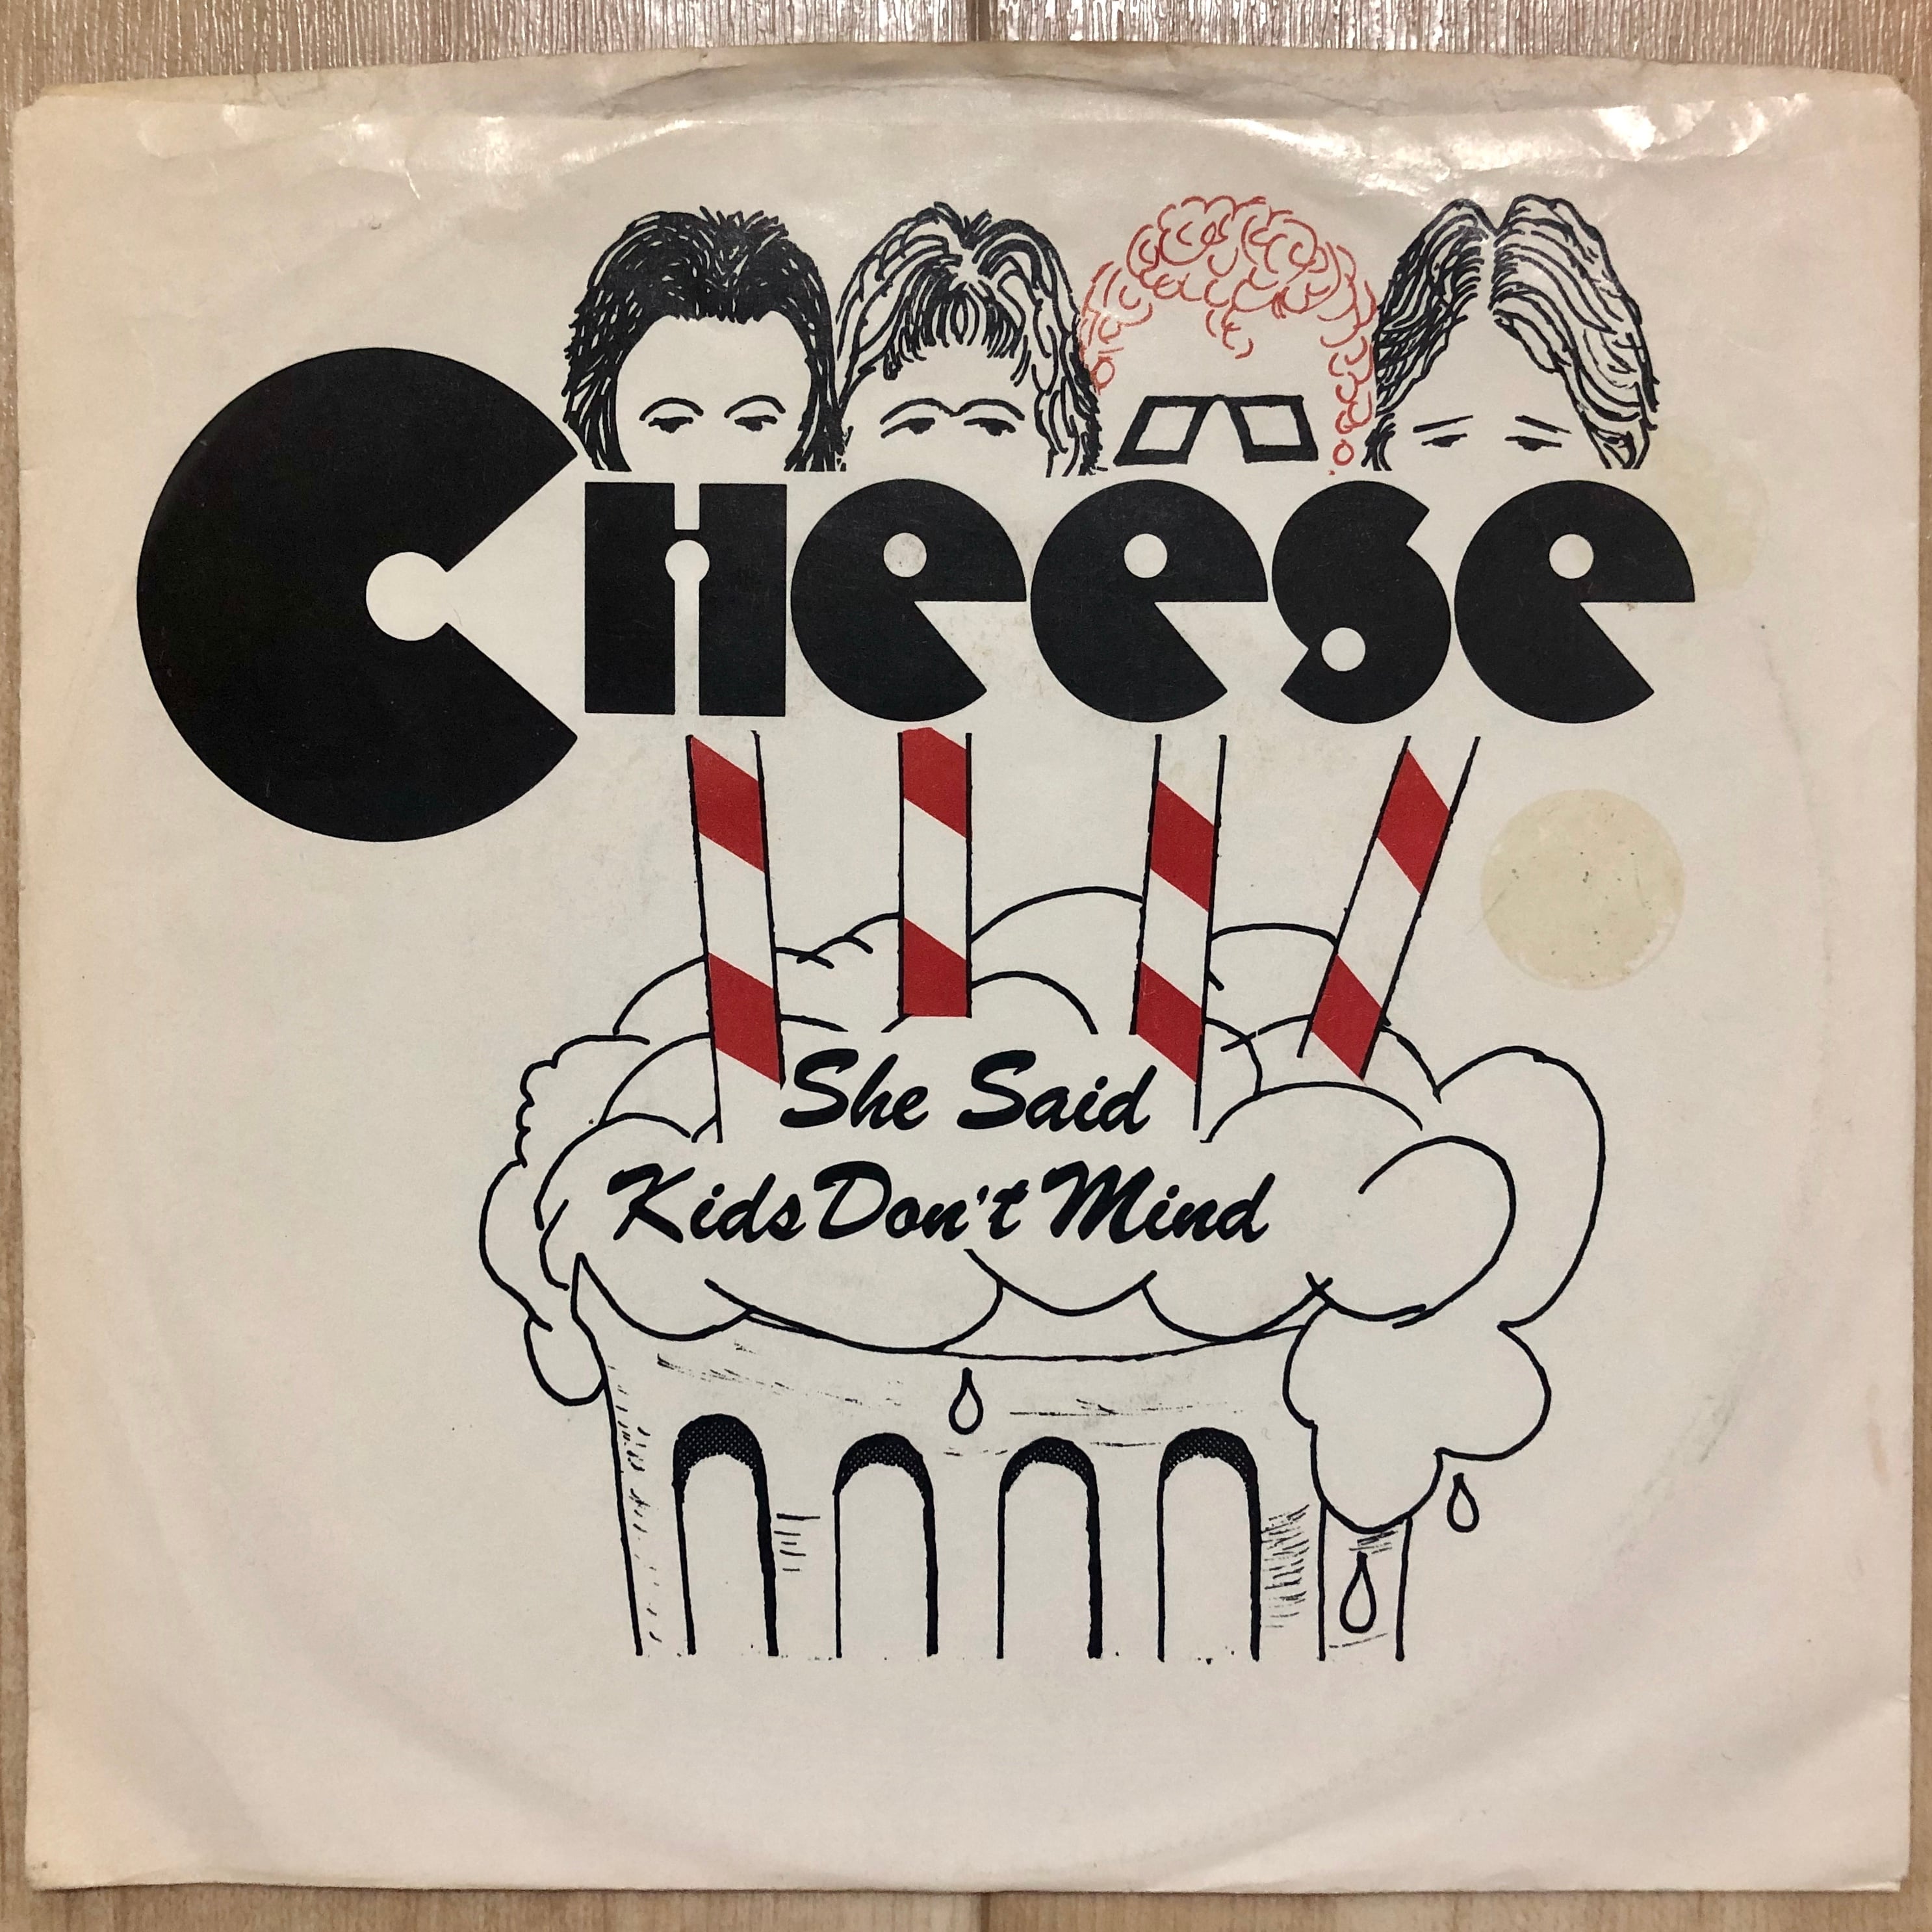 Cheese
She Said
Kids Don't Mind